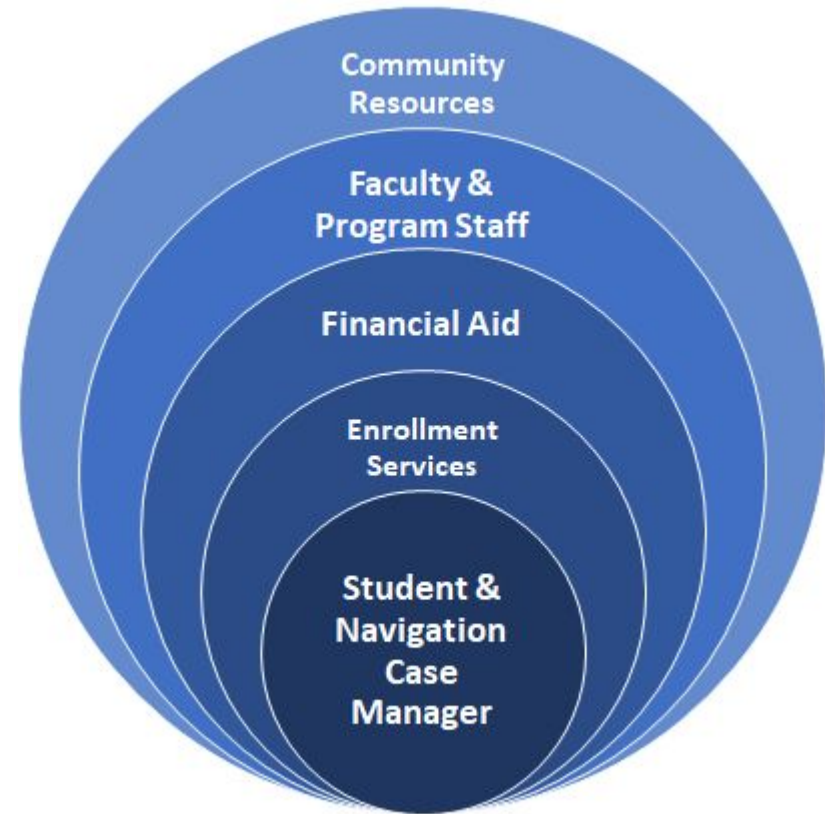 Community
Resources
Faculty &
Program Staff
Financial Aid
Enrollment
Services
Student &
Navigation
Case
Manager